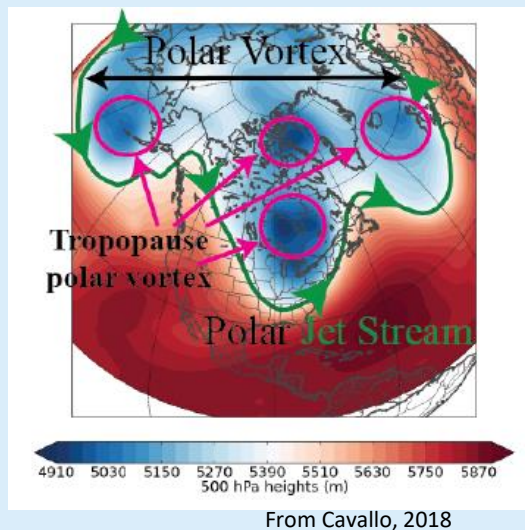 Polar Vortex
Tropopause
polar vortex
Polar Jet Stream
4910 5030 5150 5270 5390 5510 5630 5750 5870
500 hPa heights (m)
From Cavallo, 2018